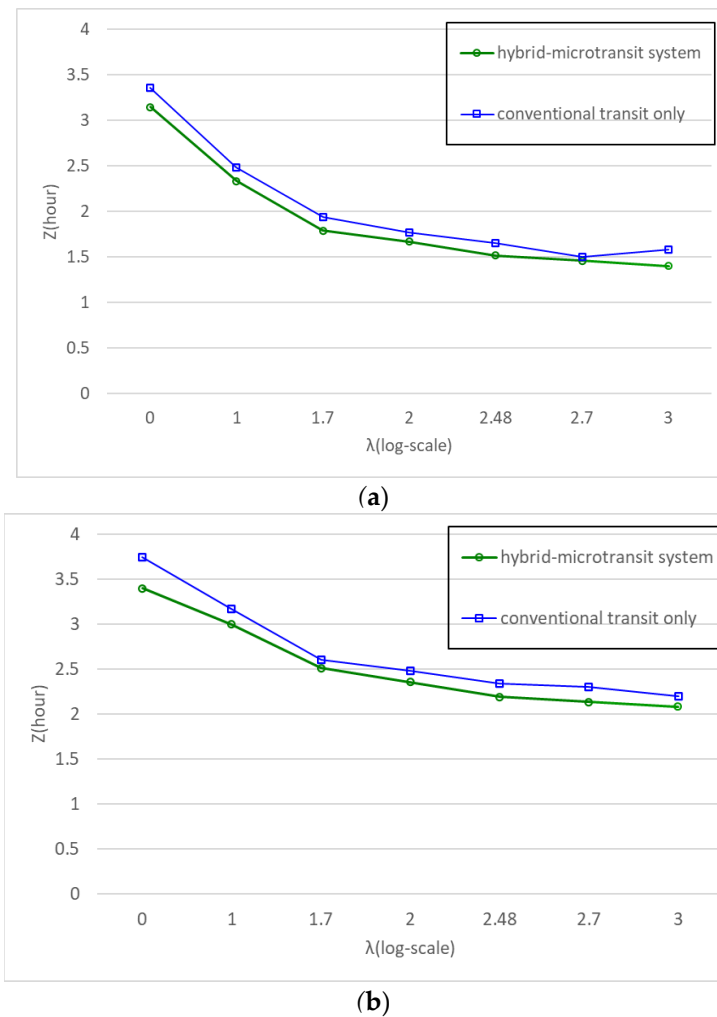 4
3.5
3
2.5
2
1.5
1
0.5
0
Z(hour)
hybrid-microtransit system
conventional transit only
0 1 1.7 2 2.48 2.7 3
λ(log-scale)
(a)
4
3.5
3
2.5
2
1.5
1
0.5
0
Z(hour)
hybrid-microtransit system
conventional transit only
0 1 1.7 2 2.48 2.7 3
λ(log-scale)
(b)